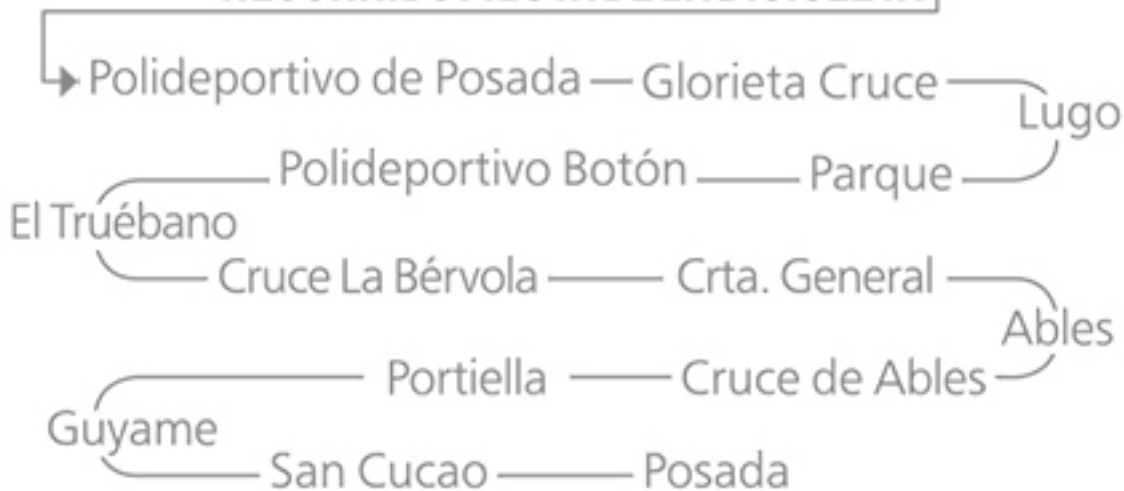 Polideportivo de Posada Glorieta Cruce
Lugo
Polideportivo Botón Parque
El Truébano
Cruce La Bérvola Crta. General
Ables
Portiella Cruce de Ables
Guyame
San Cucao Posada